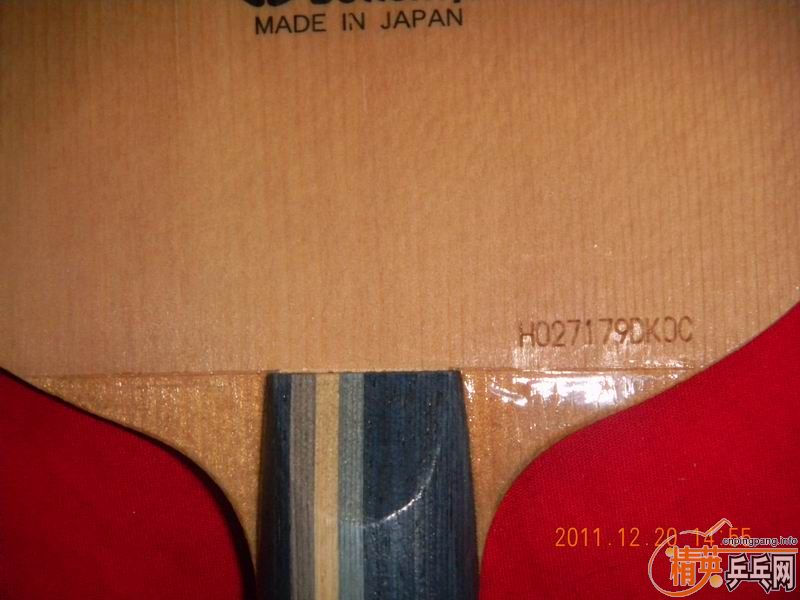 MADE IN JAPAN
H027179DK0C
2011.12.20 14:55
cnpingpang.info
精英乒乓网